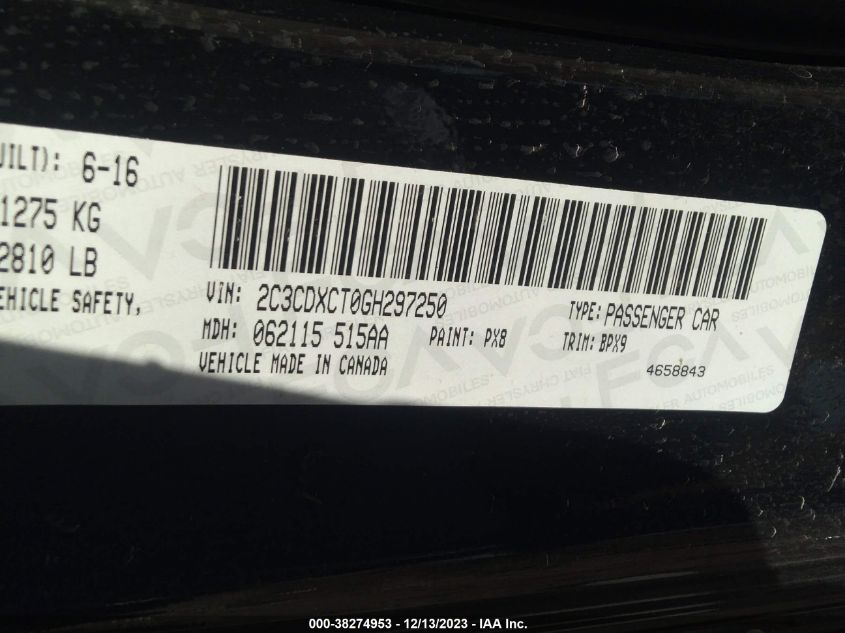 UILT): 6-16
1275 KG
2810 LB
EHICLE SAFETY,
VIN: 2C3CDXCT0GH297250
TYPE: PASSENGER CAR
MDH: 062115 515AA
PAINT: PX8
TRIM: BPX9
VEHICLE MADE IN CANADA
4658843
000-38274953 - 12/13/2023 - IAA Inc.